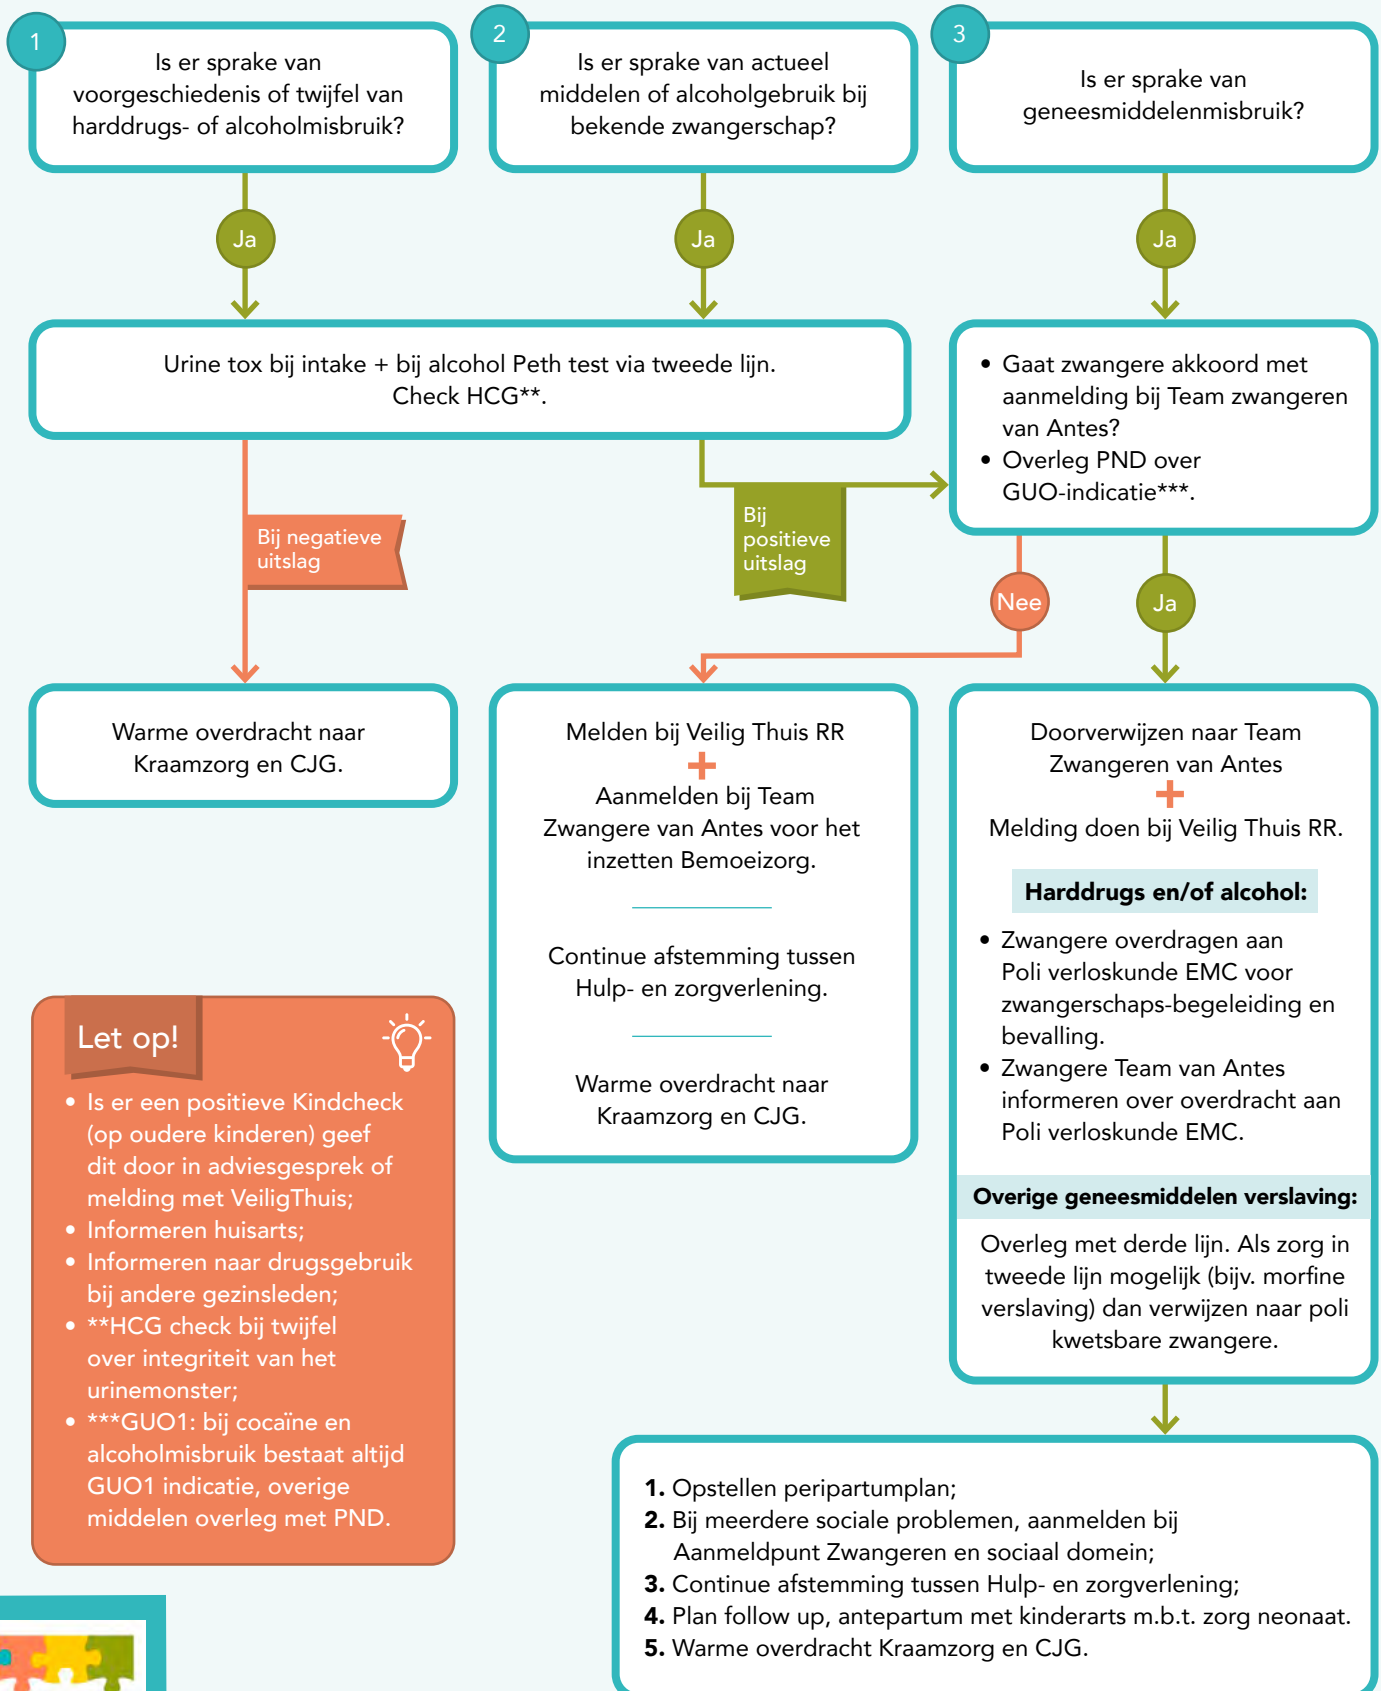 1
Is er sprake van
voorgeschiedenis of twijfel van
harddrugs- of alcoholmisbruik?
2
Is er sprake van actueel
middelen of alcoholgebruik bij
bekende zwangerschap?
3
Is er sprake van
geneesmiddelenmisbruik?
Ja
Ja
Ja
Urine tox bij intake + bij alcohol Peth test via tweede lijn.
Check HCG**.
• Gaat zwangere akkoord met
aanmelding bij Team zwangeren
van Antes?
• Overleg PND over
GUO-indicatie***.
Bij negatieve
uitslag
Bij
positieve
uitslag
Nee
Ja
Warme overdracht naar
Kraamzorg en CJG.
Melden bij Veilig Thuis RR
+
Aanmelden bij Team
Zwangere van Antes voor het
inzetten Bemoeizorg.
Continue afstemming tussen
Hulp- en zorgverlening.
Warme overdracht naar
Kraamzorg en CJG.
Doorverwijzen naar Team
Zwangeren van Antes
+
Melding doen bij Veilig Thuis RR.
Harddrugs en/of alcohol:
• Zwangere overdragen aan
Poli verloskunde EMC voor
zwangerschaps-begeleiding en
bevalling.
• Zwangere Team van Antes
informeren over overdracht aan
Poli verloskunde EMC.
Overige geneesmiddelen verslaving:
Overleg met derde lijn. Als zorg in
tweede lijn mogelijk (bijv. morfine
verslaving) dan verwijzen naar poli
kwetsbare zwangere.
Let op!
• Is er een positieve Kindcheck
(op oudere kinderen) geef
dit door in adviesgesprek of
melding met VeiligThuis;
• Informeren huisarts;
• Informeren naar drugsgebruik
bij andere gezinsleden;
• **HCG check bij twijfel
over integriteit van het
urinemonster;
• ***GUO1: bij cocaïne en
alcoholmisbruik bestaat altijd
GUO1 indicatie, overige
middelen overleg met PND.
1. Opstellen peripartumplan;
2. Bij meerdere sociale problemen, aanmelden bij
Aanmeldpunt Zwangeren en sociaal domein;
3. Continue afstemming tussen Hulp- en zorgverlening;
4. Plan follow up, antepartum met kinderarts m.b.t. zorg neonaat.
5. Warme overdracht Kraamzorg en CJG.